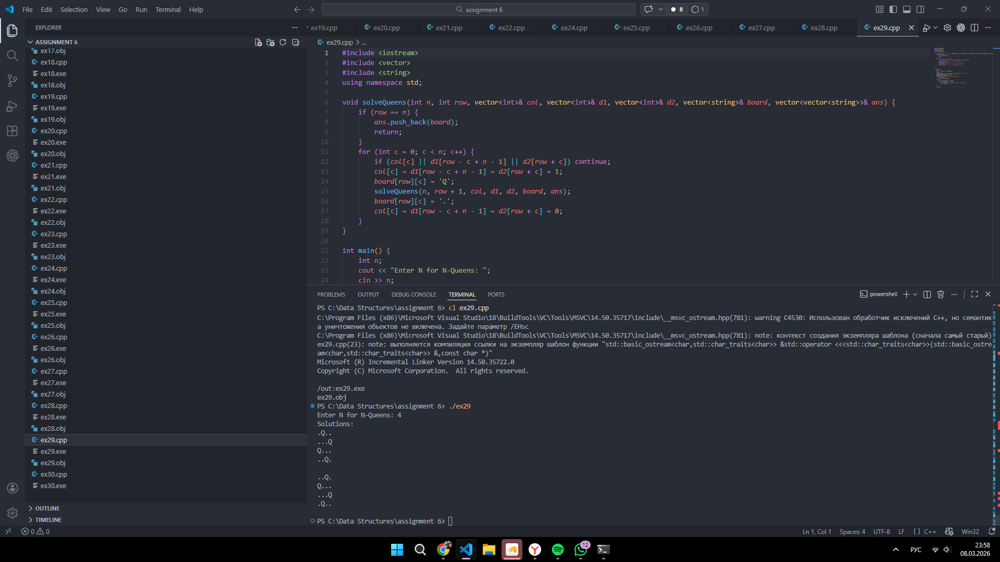 File Edit Selection View Go Run Terminal Help
assignment 6
8
1
EXPLORER
ex19.cpp
ex20.cpp
ex21.cpp
ex22.cpp
ex24.cpp
ex25.cpp
ex26.cpp
ex27.cpp
ex28.cpp
ex29.cpp
ASSIGNMENT 6
ex17.obj
ex18.cpp
ex18.exe
ex18.obj
ex19.cpp
ex19.exe
ex19.obj
ex20.cpp
ex20.exe
ex20.obj
ex21.cpp
ex21.exe
ex21.obj
ex22.cpp
ex22.exe
ex22.obj
ex23.cpp
ex23.exe
ex23.obj
ex24.cpp
ex24.exe
ex24.obj
ex25.cpp
ex25.exe
ex25.obj
ex26.cpp
ex26.exe
ex26.obj
ex27.cpp
ex27.exe
ex27.obj
ex28.cpp
ex28.exe
ex28.obj
ex29.cpp
ex29.exe
ex29.obj
ex30.cpp
ex30.exe
OUTLINE
TIMELINE
ex29.cpp > ...
1 #include <iostream>
2 #include <vector>
3 #include <string>
4 using namespace std;
5
6 void solveQueens(int n, int row, vector<int>& col, vector<int>& d1, vector<int>& d2, vector<string>& board, vector<vector<string>>& ans) {
7 if (row == n) {
8 ans.push_back(board);
9 return;
10 }
11 for (int c = 0; c < n; c++) {
12 if (col[c] || d1[row - c + n - 1] || d2[row + c]) continue;
13 col[c] = d1[row - c + n - 1] = d2[row + c] = 1;
14 board[row][c] = 'Q';
15 solveQueens(n, row + 1, col, d1, d2, board, ans);
16 board[row][c] = '.';
17 col[c] = d1[row - c + n - 1] = d2[row + c] = 0;
18 }
19 }
20
21 int main() {
22 int n;
23 cout << "Enter N for N-Queens: ";
24 cin >> n;
PROBLEMS OUTPUT DEBUG CONSOLE TERMINAL PORTS
powershell
PS C:\Data Structures\assignment 6> cl ex29.cpp
C:\Program Files (x86)\Microsoft Visual Studio\18\BuildTools\VC\Tools\MSVC\14.50.35717\include\__msvc_ostream.hpp(781): warning C4530: Использован обработчик исключений C++, но семантик
а уничтожения объектов не включена. Задайте параметр /EHsc
C:\Program Files (x86)\Microsoft Visual Studio\18\BuildTools\VC\Tools\MSVC\14.50.35717\include\__msvc_ostream.hpp(781): note: контекст создания экземпляра шаблона (сначала самый старый)
ex29.cpp(23): note: выполняется компиляция ссылки на экземпляр шаблон функции "std::basic_ostream<char,std::char_traits<char>> &std::operator <<<std::char_traits<char>>(std::basic_ostre
am<char,std::char_traits<char>> &,const char *)"
Microsoft (R) Incremental Linker Version 14.50.35722.0
Copyright (C) Microsoft Corporation.  All rights reserved.
/out:ex29.exe
ex29.obj
PS C:\Data Structures\assignment 6> ./ex29
Enter N for N-Queens: 4
Solutions:
.Q..
...Q
Q...
..Q.
..Q.
Q...
...Q
.Q..
PS C:\Data Structures\assignment 6>
0 0
Ln 1, Col 1 Spaces: 4 UTF-8 LF {} C++ Win32
12
РУС
23:58
08.03.2026